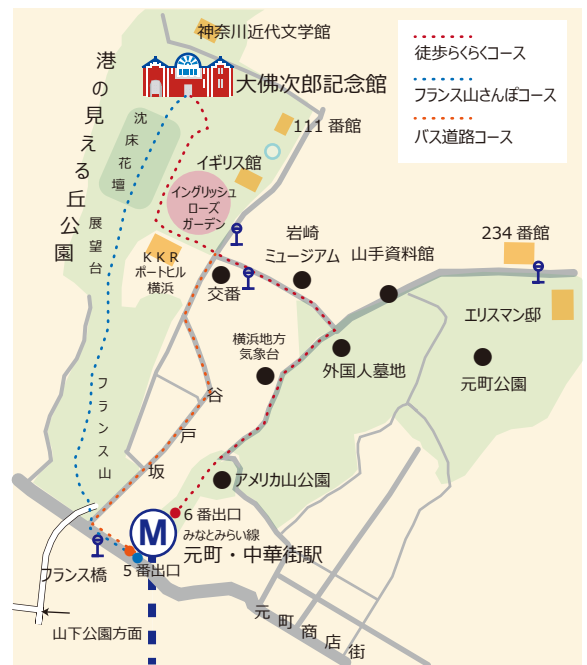 神奈川近代文学館
大佛次郎記念館
徒歩らくらくコース
フランス山さんぽコース
バス道路コース
港の見える丘公園
沈床花壇
111番館
イギリス館
イングリッシュ
ローズ
ガーデン
展望台
KKR
ポートヒル
横浜
交番
岩崎
ミュージアム
山手資料館
234番館
エリスマン邸
横浜地方
気象台
外国人墓地
元町公園
フランス山
谷戸坂
アメリカ山公園
6番出口
M
みなとみらい線
元町・中華街駅
5番出口
フランス橋
山下公園方面
元町商店街